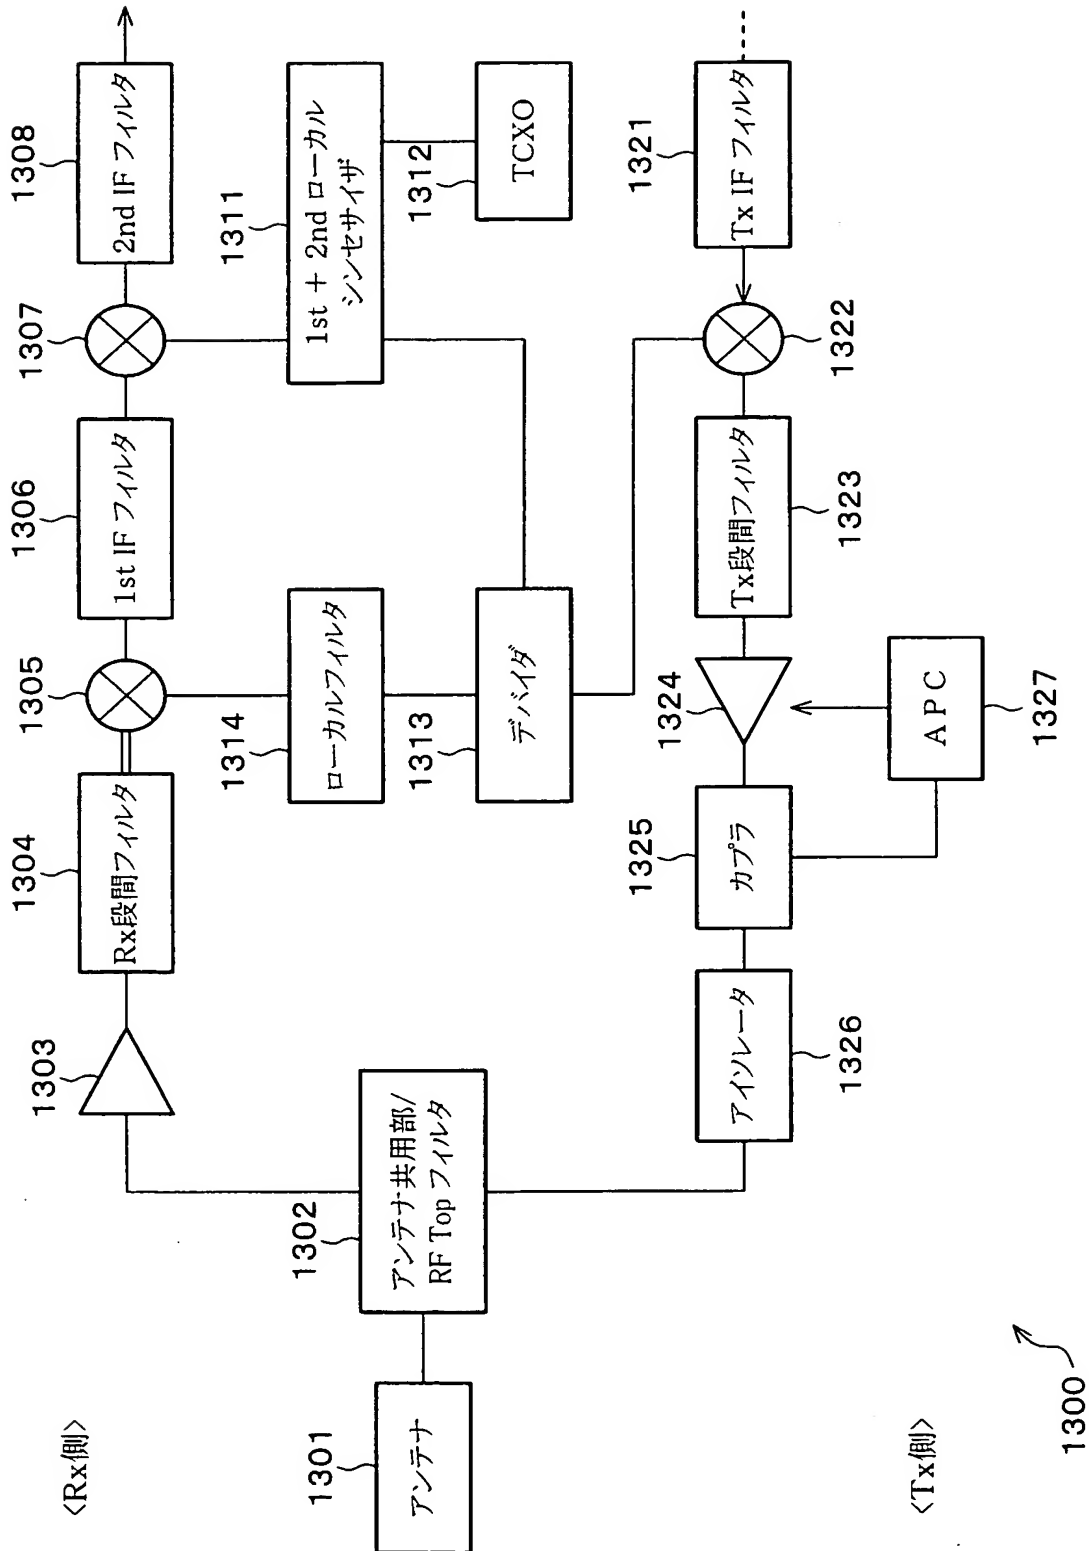 <Rx側>
1301
アンテナ
1302
アンテナ共用部/
RF Top フィルタ
1303
1304
Rx段間フィルタ
1305
1306
1st IF フィルタ
1307
1308
2nd IF フィルタ
1314
ローカルフィルタ
1311
1st + 2nd ローカル
シンセサイザ
1313
デバイダ
1312
TCXO
1326
アイソレータ
1325
カプラ
1324
1323
Tx段間フィルタ
1322
1321
Tx IF フィルタ
APC
1327
<Tx側>
1300